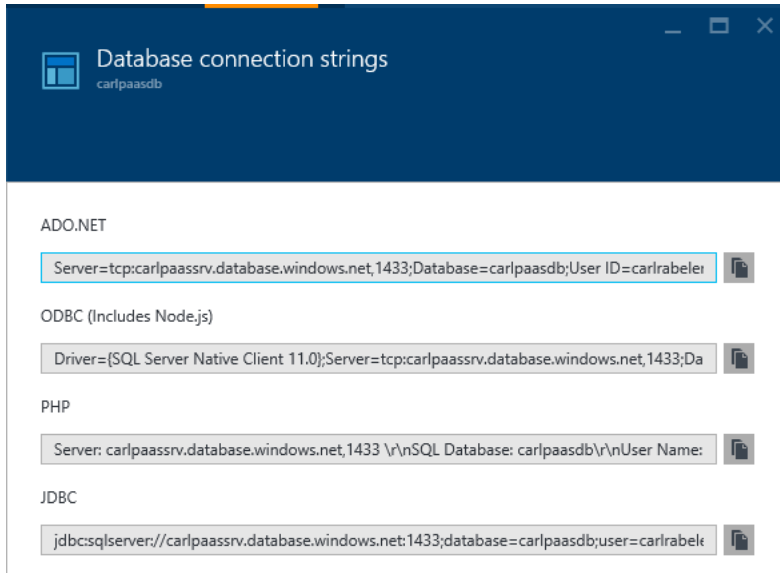 Database connection strings
carlpaasdb
ADO.NET
Server=tcp:carlpaassrv.database.windows.net,1433;Database=carlpaasdb;User ID=carlrabeler
ODBC (Includes Node.js)
Driver={SQL Server Native Client 11.0};Server=tcp:carlpaassrv.database.windows.net,1433;Da
PHP
Server: carlpaassrv.database.windows.net,1433 \r\nSQL Database: carlpaasdb\r\nUser Name:
JDBC
jdbc:sqlserver://carlpaassrv.database.windows.net:1433;database=carlpaasdb;user=carlrabele